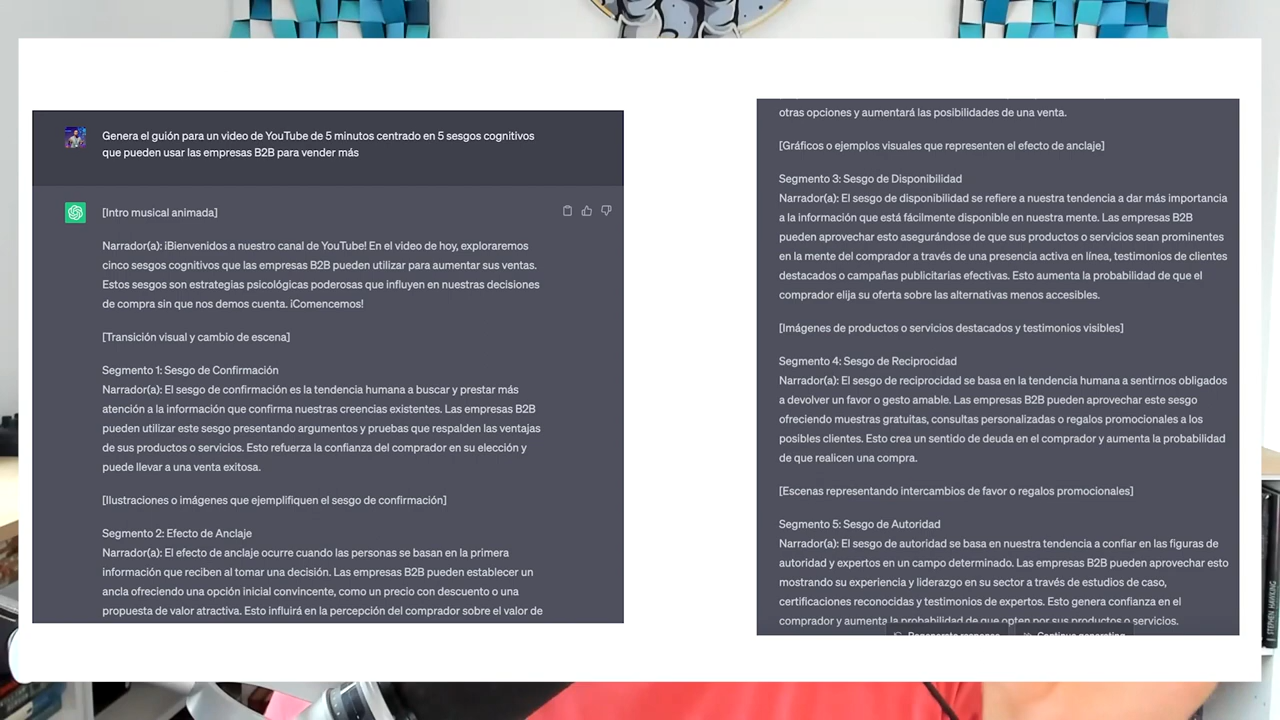 Genera el guión para un video de YouTube de 5 minutos centrado en 5 sesgos cognitivos
que pueden usar las empresas B2B para vender más
[Intro musical animada]
Narrador(a): ¡Bienvenidos a nuestro canal de YouTube! En el video de hoy, exploraremos
cinco sesgos cognitivos que las empresas B2B pueden utilizar para aumentar sus ventas.
Estos sesgos son estrategias psicológicas poderosas que influyen en nuestras decisiones
de compra sin que nos demos cuenta. ¡Comencemos!
[Transición visual y cambio de escena]
Segmento 1: Sesgo de Confirmación
Narrador(a): El sesgo de confirmación es la tendencia humana a buscar y prestar más
atención a la información que confirma nuestras creencias existentes. Las empresas B2B
pueden utilizar este sesgo presentando argumentos y pruebas que respalden las ventajas
de sus productos o servicios. Esto refuerza la confianza del comprador en su elección y
puede llevar a una venta exitosa.
[Ilustraciones o imágenes que ejemplifiquen el sesgo de confirmación]
Segmento 2: Efecto de Anclaje
Narrador(a): El efecto de anclaje ocurre cuando las personas se basan en la primera
información que reciben al tomar una decisión. Las empresas B2B pueden establecer un
ancla ofreciendo una opción inicial convincente, como un precio con descuento o una
propuesta de valor atractiva. Esto influirá en la percepción del comprador sobre el valor de
otras opciones y aumentará las posibilidades de una venta.
[Gráficos o ejemplos visuales que representen el efecto de anclaje]
Segmento 3: Sesgo de Disponibilidad
Narrador(a): El sesgo de disponibilidad se refiere a nuestra tendencia a dar más importancia
a la información que está fácilmente disponible en nuestra mente. Las empresas B2B
pueden aprovechar esto asegurándose de que sus productos o servicios sean prominentes
en la mente del comprador a través de una presencia activa en línea, testimonios de clientes
destacados o campañas publicitarias efectivas. Esto aumenta la probabilidad de que el
comprador elija su oferta sobre las alternativas menos accesibles.
[Imágenes de productos o servicios destacados y testimonios visibles]
Segmento 4: Sesgo de Reciprocidad
Narrador(a): El sesgo de reciprocidad se basa en la tendencia humana a sentirnos obligados
a devolver un favor o gesto amable. Las empresas B2B pueden aprovechar este sesgo
ofreciendo muestras gratuitas, consultas personalizadas o regalos promocionales a los
posibles clientes. Esto crea un sentido de deuda en el comprador y aumenta la probabilidad
de que realicen una compra.
[Escenas representando intercambios de favor o regalos promocionales]
Segmento 5: Sesgo de Autoridad
Narrador(a): El sesgo de autoridad se basa en nuestra tendencia a confiar en las figuras de
autoridad y expertos en un campo determinado. Las empresas B2B pueden aprovechar esto
mostrando su experiencia y liderazgo en su sector a través de estudios de caso,
certificaciones reconocidas y testimonios de expertos. Esto genera confianza en el
comprador y aumenta la probabilidad de que opten por sus productos o servicios.
Regenerate response
Continue generating
STEPHEN HAWKING